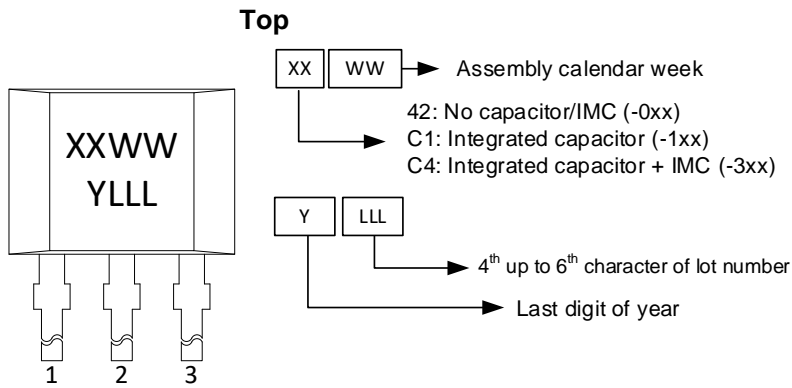 Top
XX WW Assembly calendar week
42: No capacitor/IMC (-0xx)
C1: Integrated capacitor (-1xx)
C4: Integrated capacitor + IMC (-3xx)
XXWW
YLLL
Y LLL
4th up to 6th character of lot number
Last digit of year
1 2 3